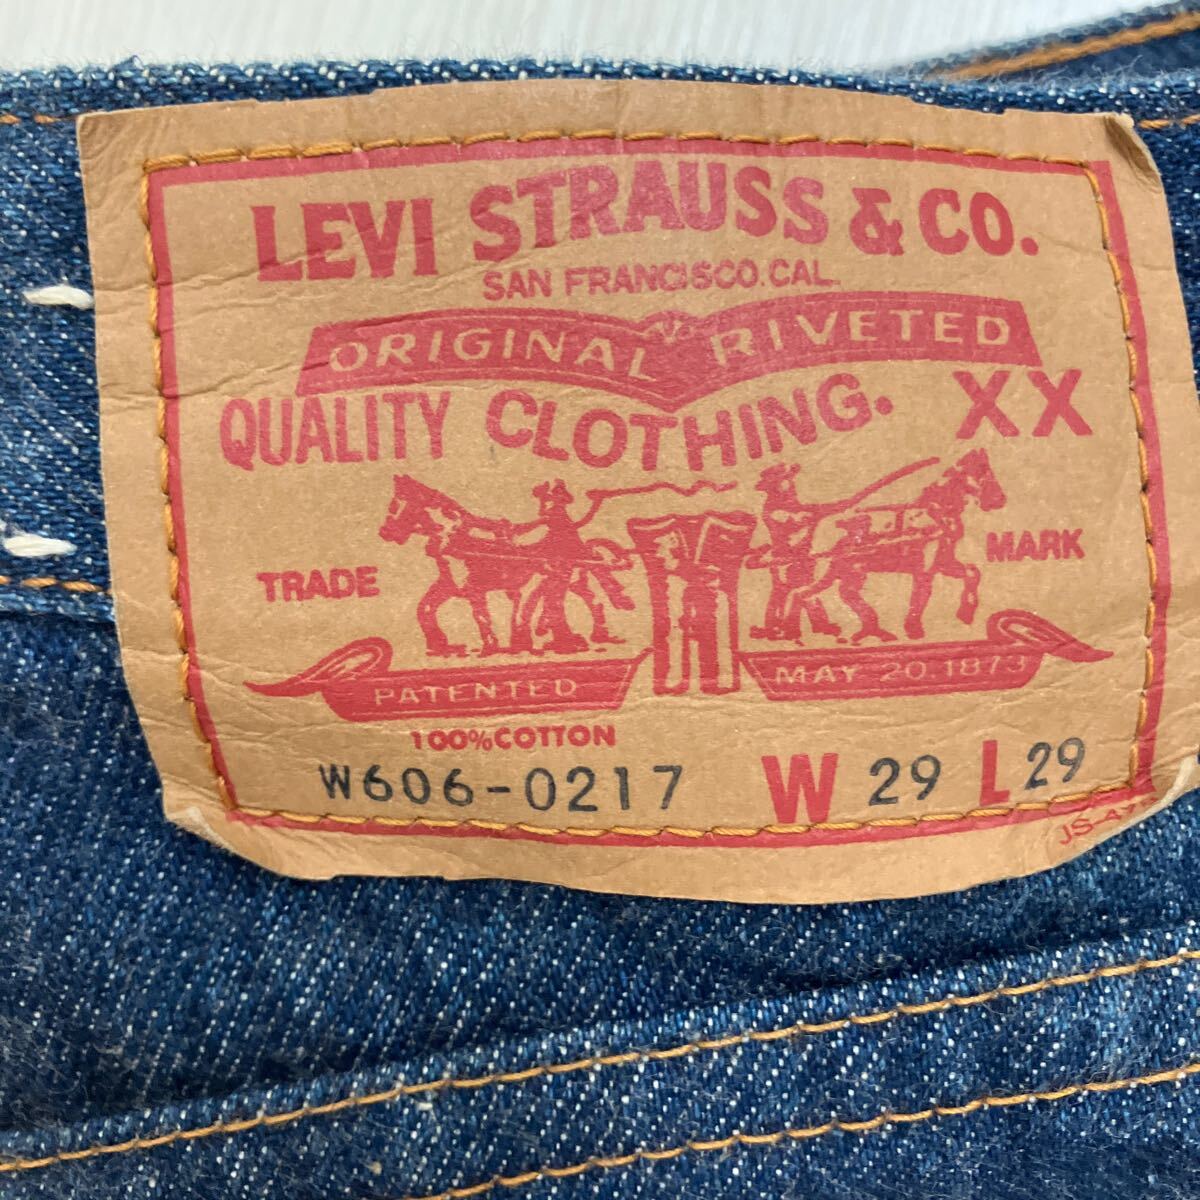 LEVI STRAUSS & CO.
SAN FRANCISCO.CAL.
ORIGINAL RIVETED
QUALITY CLOTHING. XX
TRADE MARK
PATENTED MAY 20.1873
100%COTTON
W606-0217 W 29 L 29